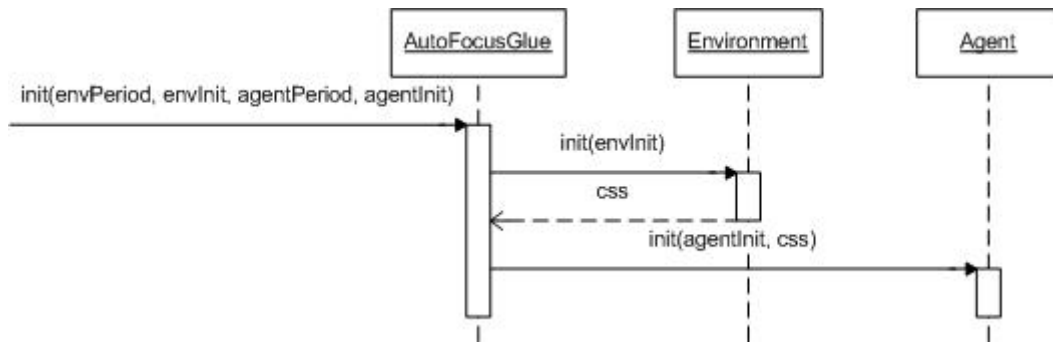 AutoFocusGlue
Environment
Agent
init(envPeriod, envInit, agentPeriod, agentInit)
init(envInit)
css
init(agentInit, css)